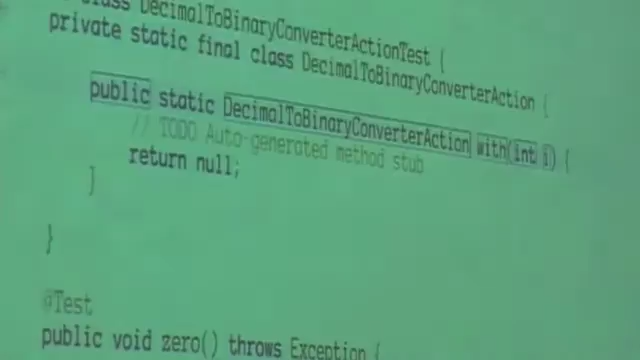 class DecimalToBinaryConverterActionTest {
private static final class DecimalToBinaryConverterAction {
public static DecimalToBinaryConverterAction with(int i) {
// TODO Auto-generated method stub
return null;
}
}
@Test
public void zero() throws Exception {